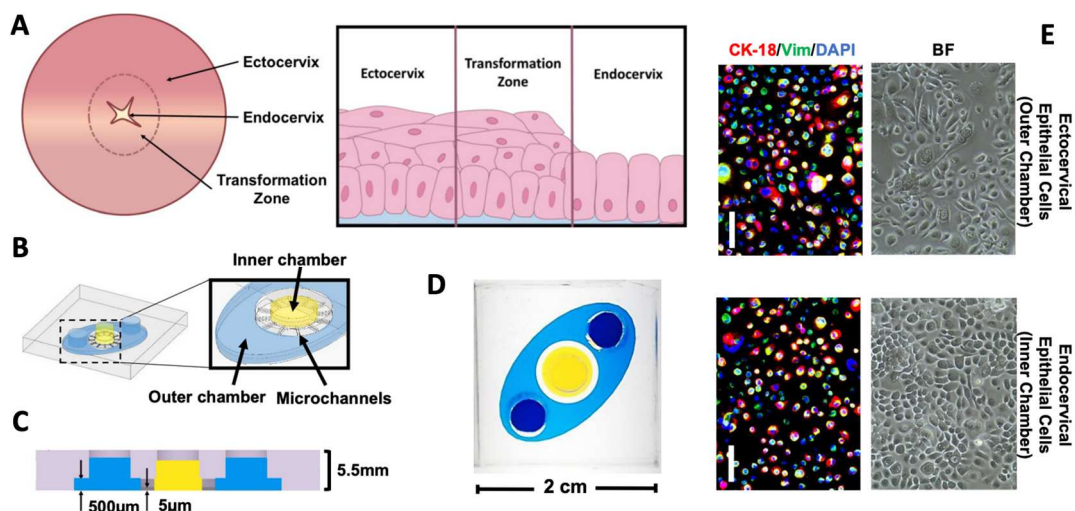 A
Ectocervix
Endocervix
Transformation
Zone
Ectocervix
Transformation
Zone
Endocervix
B
Inner chamber
Outer chamber
Microchannels
C
500μm
5μm
5.5mm
D
2 cm
E
CK-18/Vim/DAPI
BF
Ectocervical
Epithelial Cells
(Outer Chamber)
Endocervical
Epithelial Cells
(Inner Chamber)